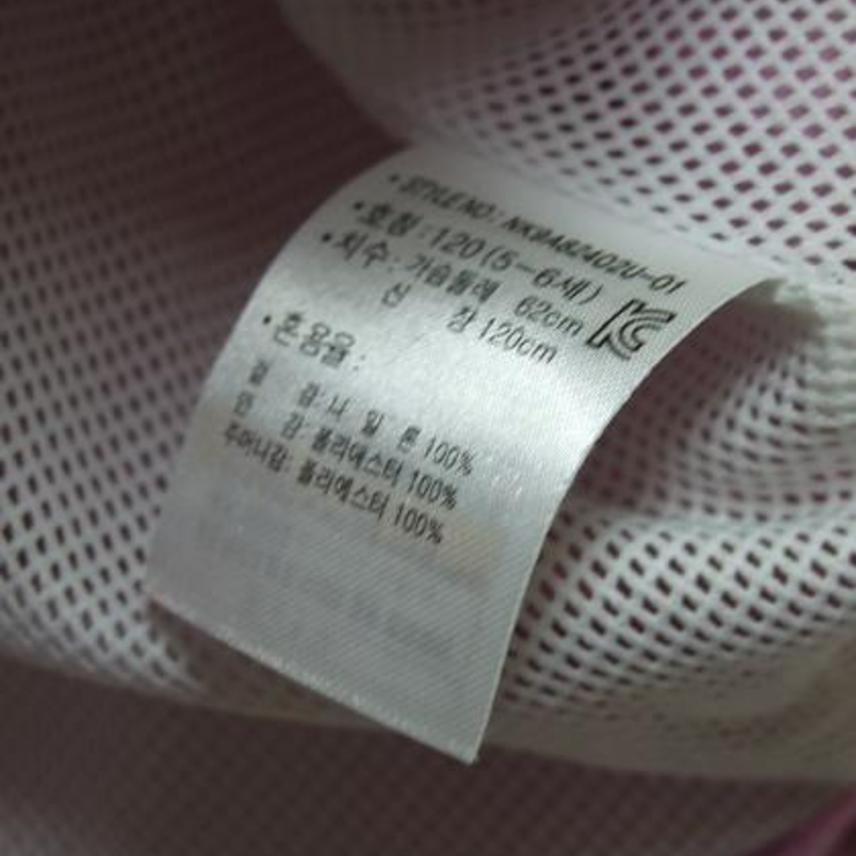 • STYLE NO : NK8A82402U-01
• 호칭 : 120 (5-6세)
• 치수 : 가슴둘레 62cm
신 장 120cm
• 혼용율 :
겉 감: 나 일 론 100%
안 감: 폴리에스터 100%
주머니감: 폴리에스터 100%